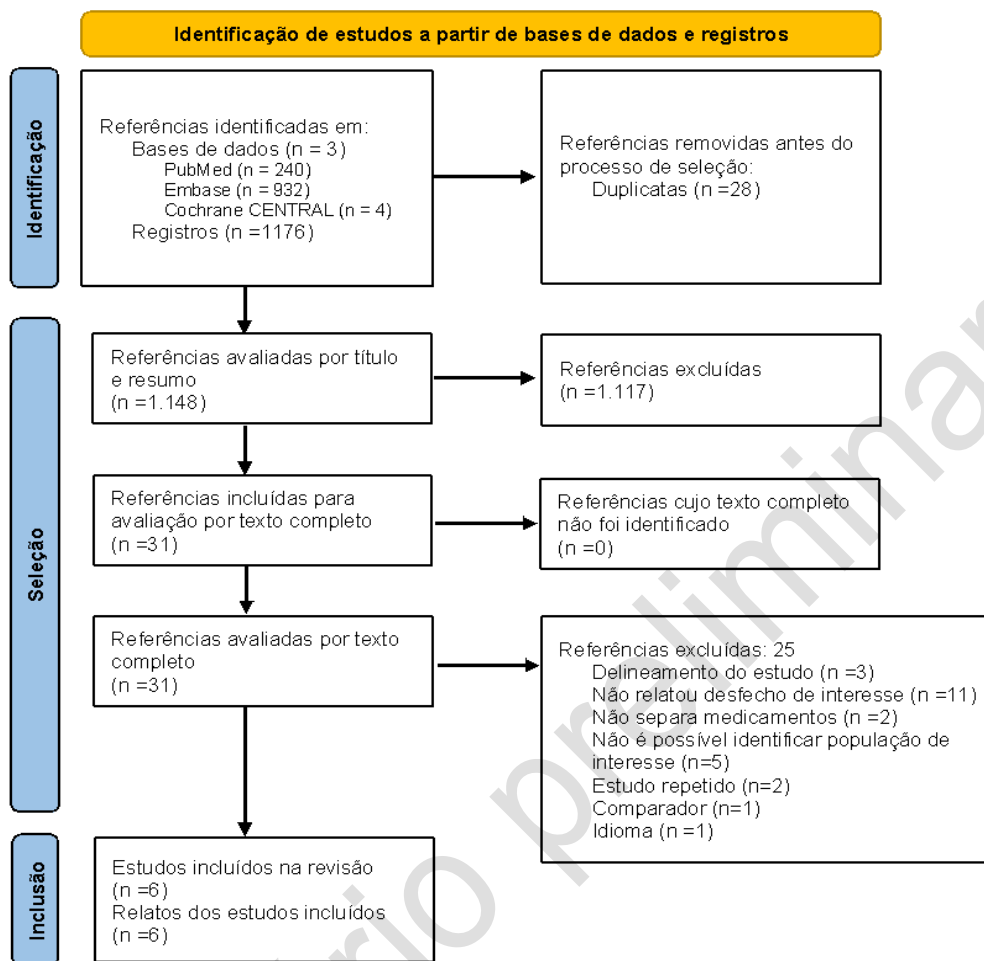 Identificação de estudos a partir de bases de dados e registros
Identificação
Referências identificadas em:
Bases de dados (n = 3)
PubMed (n = 240)
Embase (n = 932)
Cochrane CENTRAL (n = 4)
Registros (n =1176)
Referências removidas antes do
processo de seleção:
Duplicatas (n =28)
Seleção
Referências avaliadas por título
e resumo
(n =1.148)
Referências excluídas
(n =1.117)
Referências incluídas para
avaliação por texto completo
(n =31)
Referências cujo texto completo
não foi identificado
(n =0)
Referências avaliadas por texto
completo
(n =31)
Referências excluídas: 25
Delineamento do estudo (n =3)
Não relatou desfecho de interesse (n =11)
Não separa medicamentos (n =2)
Não é possível identificar população de
interesse (n=5)
Estudo repetido (n=2)
Comparador (n=1)
Idioma (n =1)
Inclusão
Estudos incluídos na revisão
(n =6)
Relatos dos estudos incluídos
(n =6)
preliminar